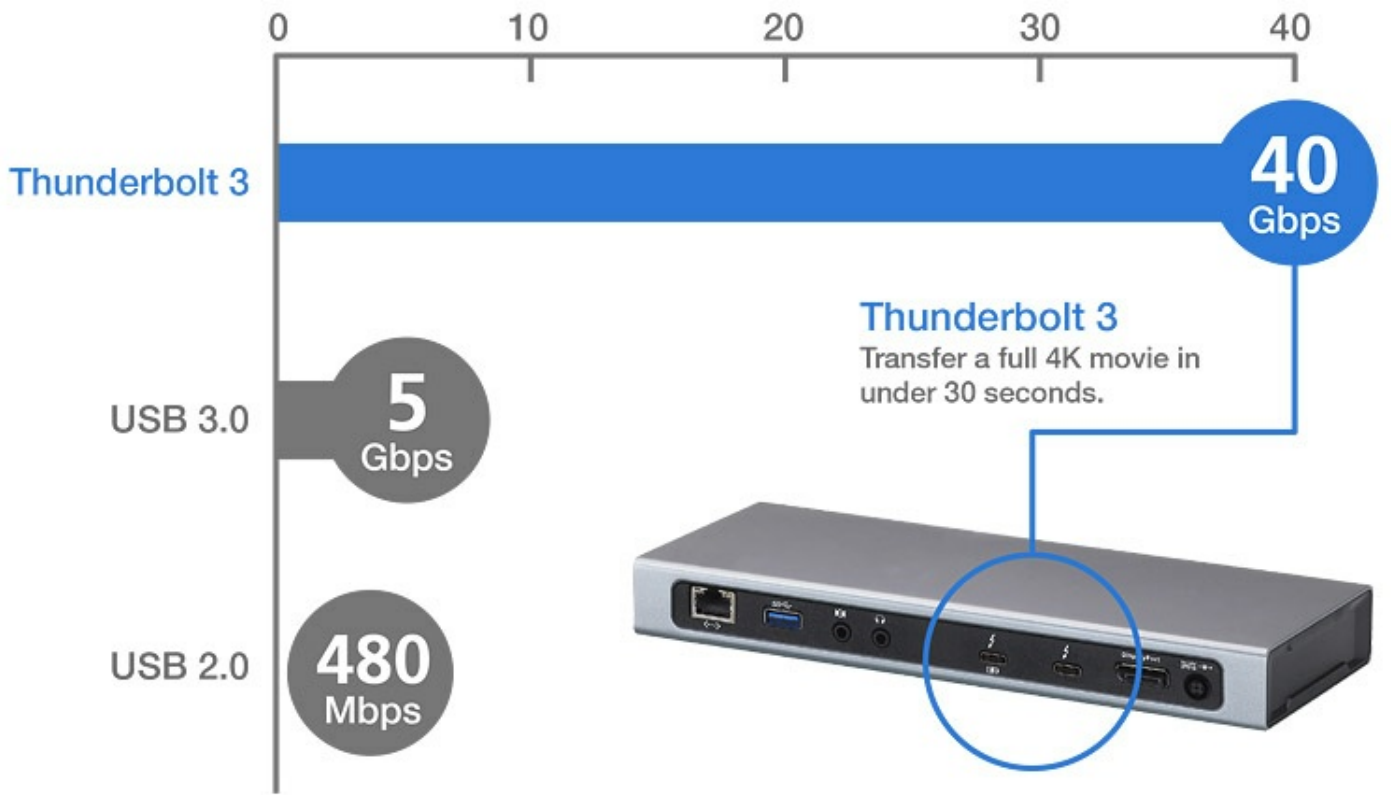 0 10 20 30 40
Thunderbolt 3
40
Gbps
Thunderbolt 3
Transfer a full 4K movie in
under 30 seconds.
USB 3.0
5
Gbps
USB 2.0
480
Mbps